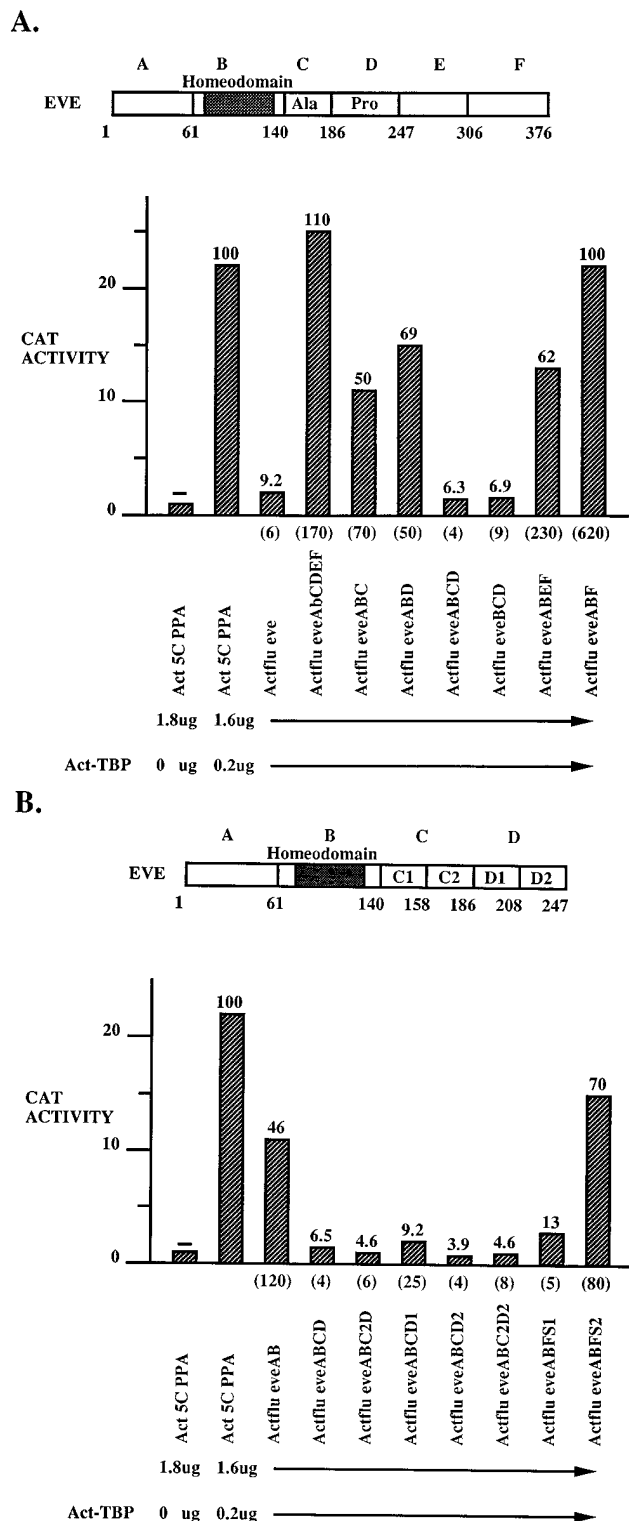 A.
A B C D E F
Homeodomain
EVE Ala Pro
1 61 140 186 247 306 376
110
100 100
20
69
CAT
ACTIVITY
62
50
10
9.2 6.3 6.9
–
0
(6) (170) (70) (50) (4) (9) (230) (620)
Act 5C PPA
Act 5C PPA
Actflu eve
Actflu eveAbCDEF
Actflu eveABC
Actflu eveABD
Actflu eveABCD
Actflu eveBCD
Actflu eveABEF
Actflu eveABF
1.8ug 1.6ug
Act-TBP 0 ug 0.2ug
B.
A B C D
Homeodomain
EVE C1 C2 D1 D2
1 61 140 158 186 208 247
100
20
70
CAT
ACTIVITY
46
10
13
9.2
6.5 4.6 3.9 4.6
–
0
(120) (4) (6) (25) (4) (8) (5) (80)
Act 5C PPA
Act 5C PPA
Actflu eveAB
Actflu eveABCD
Actflu eveABC2D
Actflu eveABCD1
Actflu eveABCD2
Actflu eveABC2D2
Actflu eveABFS1
Actflu eveABFS2
1.8ug 1.6ug
Act-TBP 0 ug 0.2ug